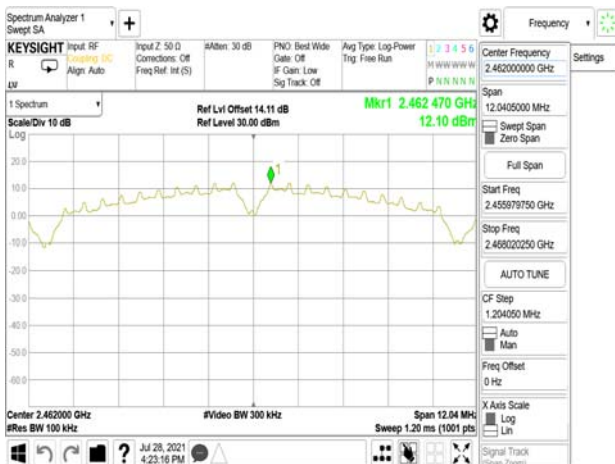 Spectrum Analyzer 1
Swept SA
Frequency
KEYSIGHT
Input: RF
Coupling: DC
Align: Auto
Input Z: 50 Ω
Corrections: Off
Freq Ref: Int (S)
#Atten: 30 dB
PNO: Best Wide
Gate: Off
IF Gain: Low
Sig Track: Off
Avg Type: Log-Power
Trig: Free Run
1 2 3 4 5 6
M W W W W W
P N N N N N
R
LVI
1 Spectrum
Scale/Div 10 dB
Log
Ref Lvl Offset 14.11 dB
Ref Level 30.00 dBm
Mkr1 2.462 470 GHz
12.10 dBm
1
20.0
10.0
0.00
-10.0
-20.0
-30.0
-40.0
-50.0
-60.0
Center 2.462000 GHz
#Res BW 100 kHz
#Video BW 300 kHz
Span 12.04 MHz
Sweep 1.20 ms (1001 pts
Jul 28, 2021
4:23:16 PM
Center Frequency
2.462000000 GHz
Settings
Span
12.0405000 MHz
Swept Span
Zero Span
Full Span
Start Freq
2.455979750 GHz
Stop Freq
2.468020250 GHz
AUTO TUNE
CF Step
1.204050 MHz
Auto
Man
Freq Offset
0 Hz
X Axis Scale
Log
Lin
Signal Track
(Span Zoom)